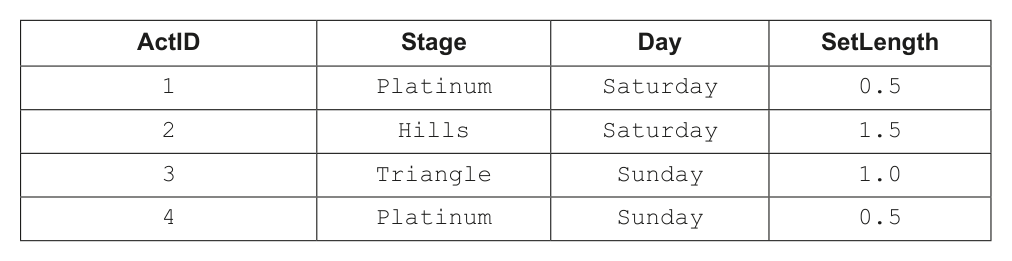 ActID Stage Day SetLength
1 Platinum Saturday 0.5
2 Hills Saturday 1.5
3 Triangle Sunday 1.0
4 Platinum Sunday 0.5